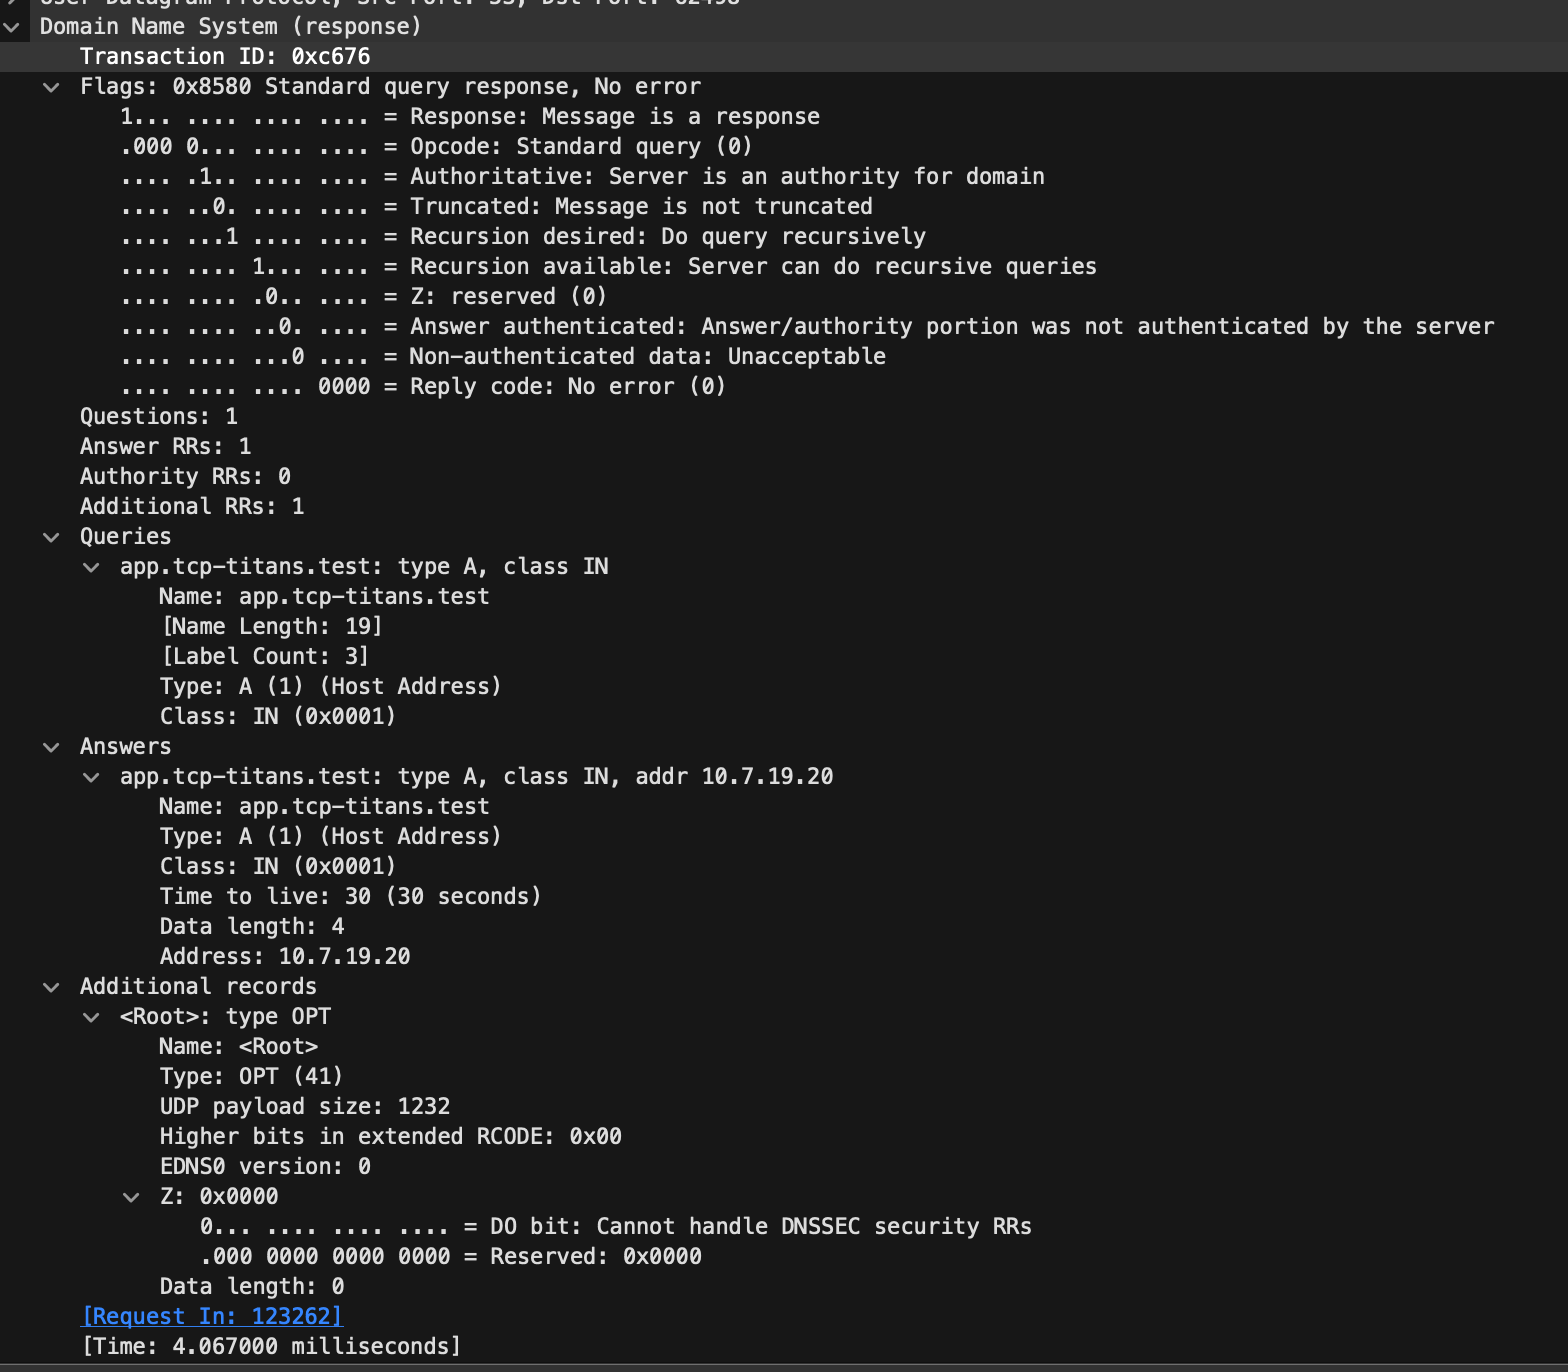 User Datagram Protocol, Src Port: 53, Dst Port: 62498
Domain Name System (response)
Transaction ID: 0xc676
Flags: 0x8580 Standard query response, No error
1... .... .... .... = Response: Message is a response
.000 0... .... .... = Opcode: Standard query (0)
.... .1.. .... .... = Authoritative: Server is an authority for domain
.... ..0. .... .... = Truncated: Message is not truncated
.... ...1 .... .... = Recursion desired: Do query recursively
.... .... 1... .... = Recursion available: Server can do recursive queries
.... .... .0.. .... = Z: reserved (0)
.... .... ..0. .... = Answer authenticated: Answer/authority portion was not authenticated by the server
.... .... ...0 .... = Non-authenticated data: Unacceptable
.... .... .... 0000 = Reply code: No error (0)
Questions: 1
Answer RRs: 1
Authority RRs: 0
Additional RRs: 1
Queries
app.tcp-titans.test: type A, class IN
Name: app.tcp-titans.test
[Name Length: 19]
[Label Count: 3]
Type: A (1) (Host Address)
Class: IN (0x0001)
Answers
app.tcp-titans.test: type A, class IN, addr 10.7.19.20
Name: app.tcp-titans.test
Type: A (1) (Host Address)
Class: IN (0x0001)
Time to live: 30 (30 seconds)
Data length: 4
Address: 10.7.19.20
Additional records
<Root>: type OPT
Name: <Root>
Type: OPT (41)
UDP payload size: 1232
Higher bits in extended RCODE: 0x00
EDNS0 version: 0
Z: 0x0000
0... .... .... .... = DO bit: Cannot handle DNSSEC security RRs
.000 0000 0000 0000 = Reserved: 0x0000
Data length: 0
[Request In: 123262]
[Time: 4.067000 milliseconds]